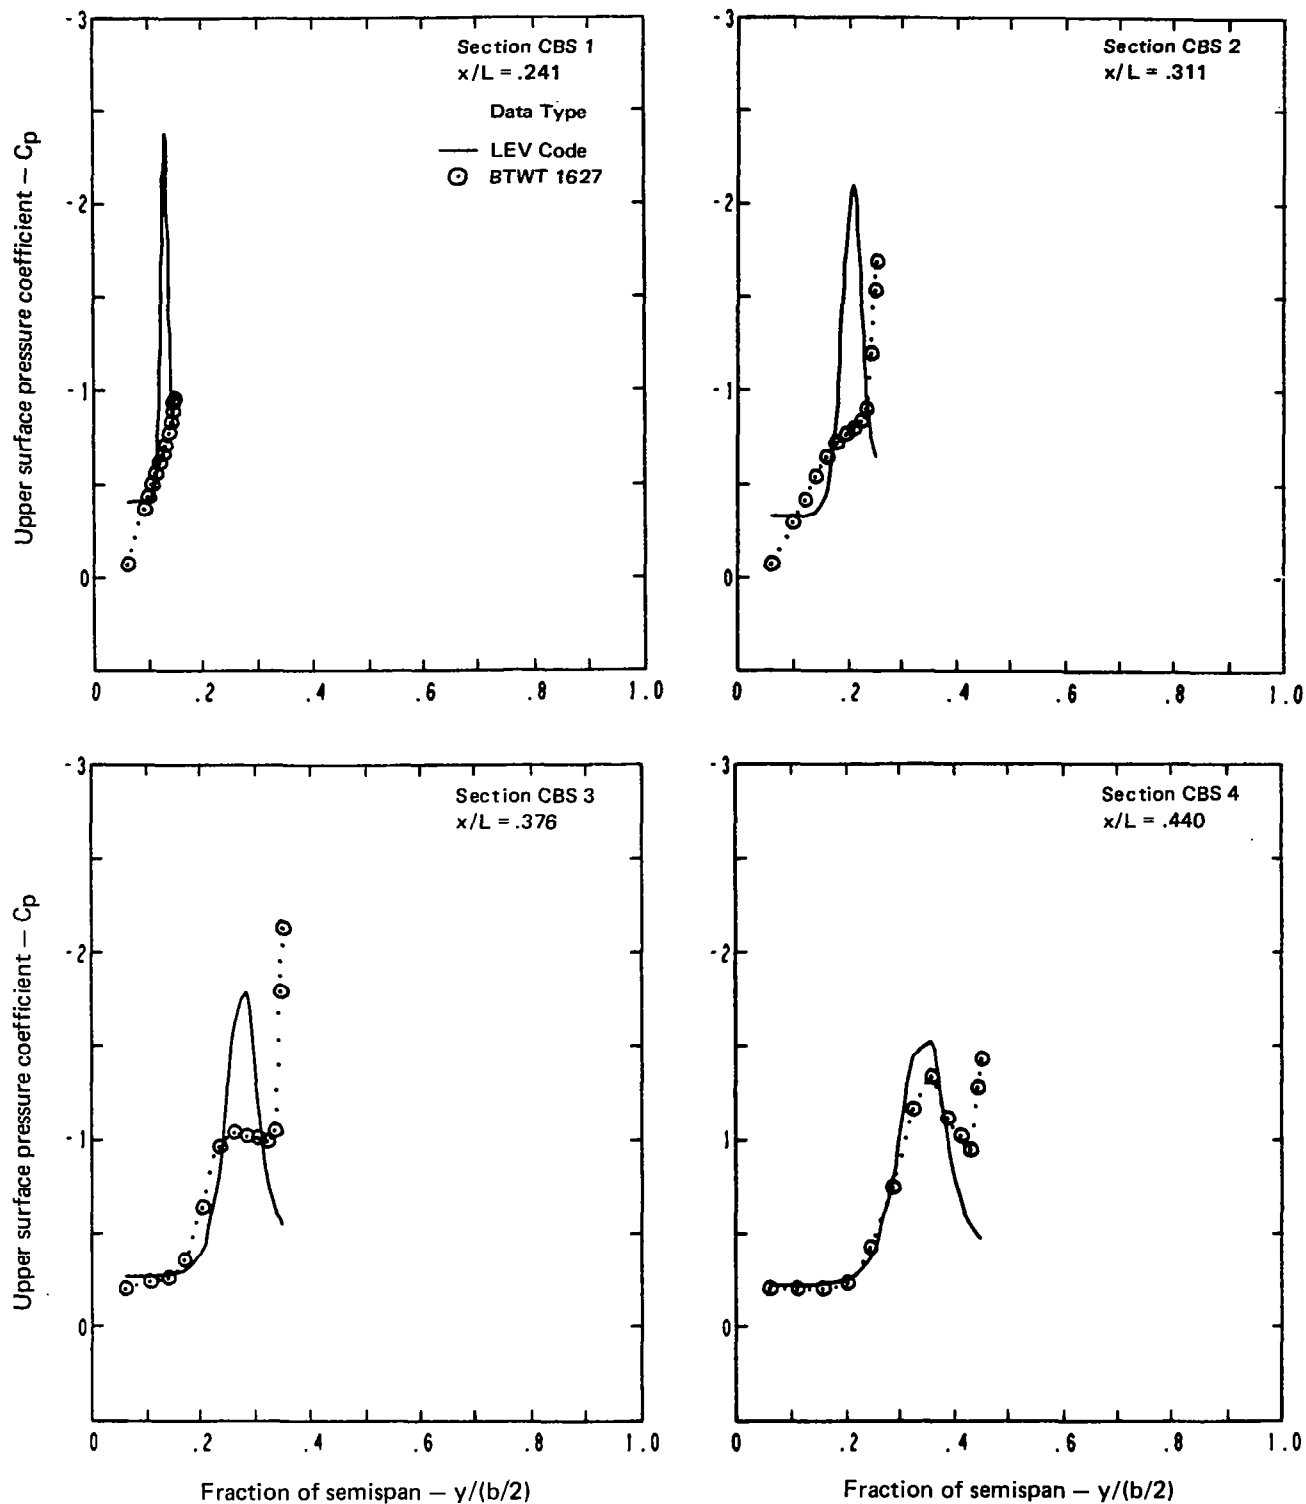 Section CBS 1
x/L = .241
Data Type
LEV Code
BTWT 1627
Upper surface pressure coefficient – Cp
-3
-2
-1
0
0 .2 .4 .6 .8 1.0
Section CBS 2
x/L = .311
-3
-2
-1
0
0 .2 .4 .6 .8 1.0
Section CBS 3
x/L = .376
Upper surface pressure coefficient – Cp
-3
-2
-1
0
0 .2 .4 .6 .8 1.0
Fraction of semispan – y/(b/2)
Section CBS 4
x/L = .440
-3
-2
-1
0
0 .2 .4 .6 .8 1.0
Fraction of semispan – y/(b/2)